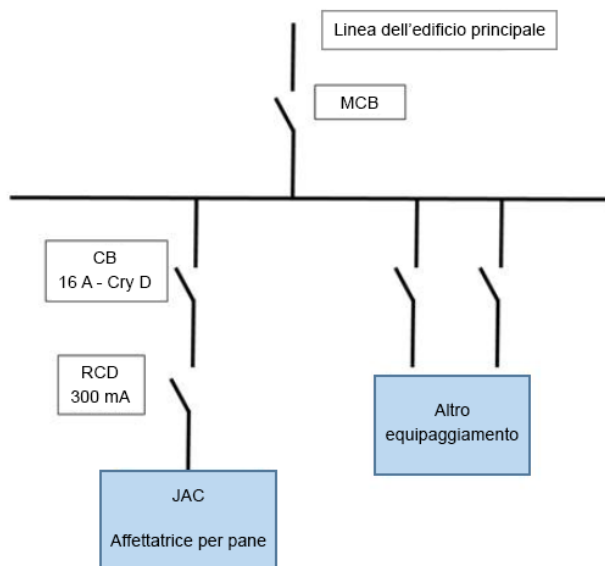 Linea dell'edificio principale
MCB
CB
16 A - Cry D
RCD
300 mA
Altro
equipaggiamento
JAC
Affettatrice per pane